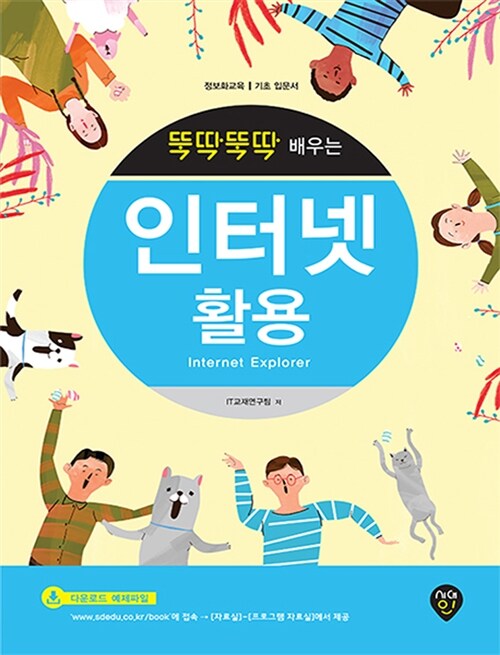 정보화교육 | 기초 입문서
뚝딱뚝딱 배우는
인터넷
활용
Internet Explorer
IT교재연구팀 저
다운로드 예제파일
'www.sdedu.co.kr/book'에 접속 → [자료실]-[프로그램 자료실]에서 제공
시대
인